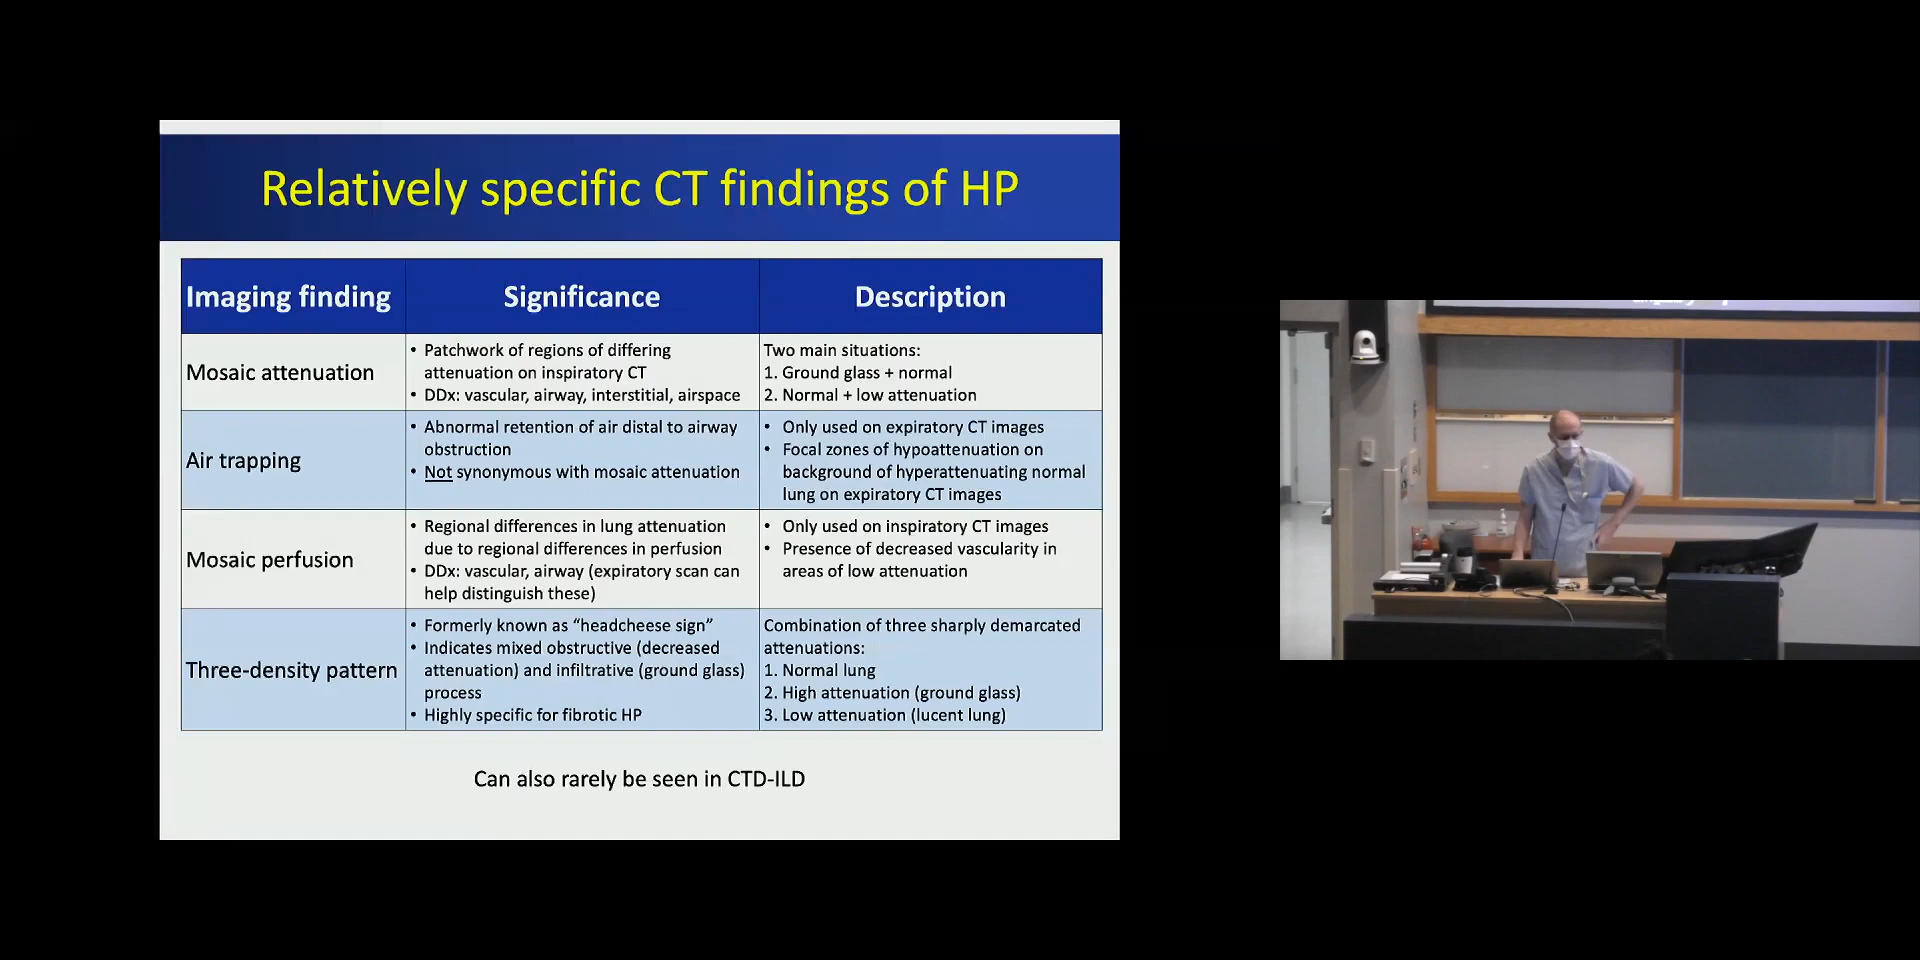 Relatively specific CT findings of HP
Imaging finding
Significance
Description
Mosaic attenuation
• Patchwork of regions of differing
attenuation on inspiratory CT
• DDx: vascular, airway, interstitial, airspace
Two main situations:
1. Ground glass + normal
2. Normal + low attenuation
Air trapping
• Abnormal retention of air distal to airway
obstruction
• Not synonymous with mosaic attenuation
• Only used on expiratory CT images
• Focal zones of hypoattenuation on
background of hyperattenuating normal
lung on expiratory CT images
Mosaic perfusion
• Regional differences in lung attenuation
due to regional differences in perfusion
• DDx: vascular, airway (expiratory scan can
help distinguish these)
• Only used on inspiratory CT images
• Presence of decreased vascularity in
areas of low attenuation
Three-density pattern
• Formerly known as “headcheese sign”
• Indicates mixed obstructive (decreased
attenuation) and infiltrative (ground glass)
process
• Highly specific for fibrotic HP
Combination of three sharply demarcated
attenuations:
1. Normal lung
2. High attenuation (ground glass)
3. Low attenuation (lucent lung)
Can also rarely be seen in CTD-ILD